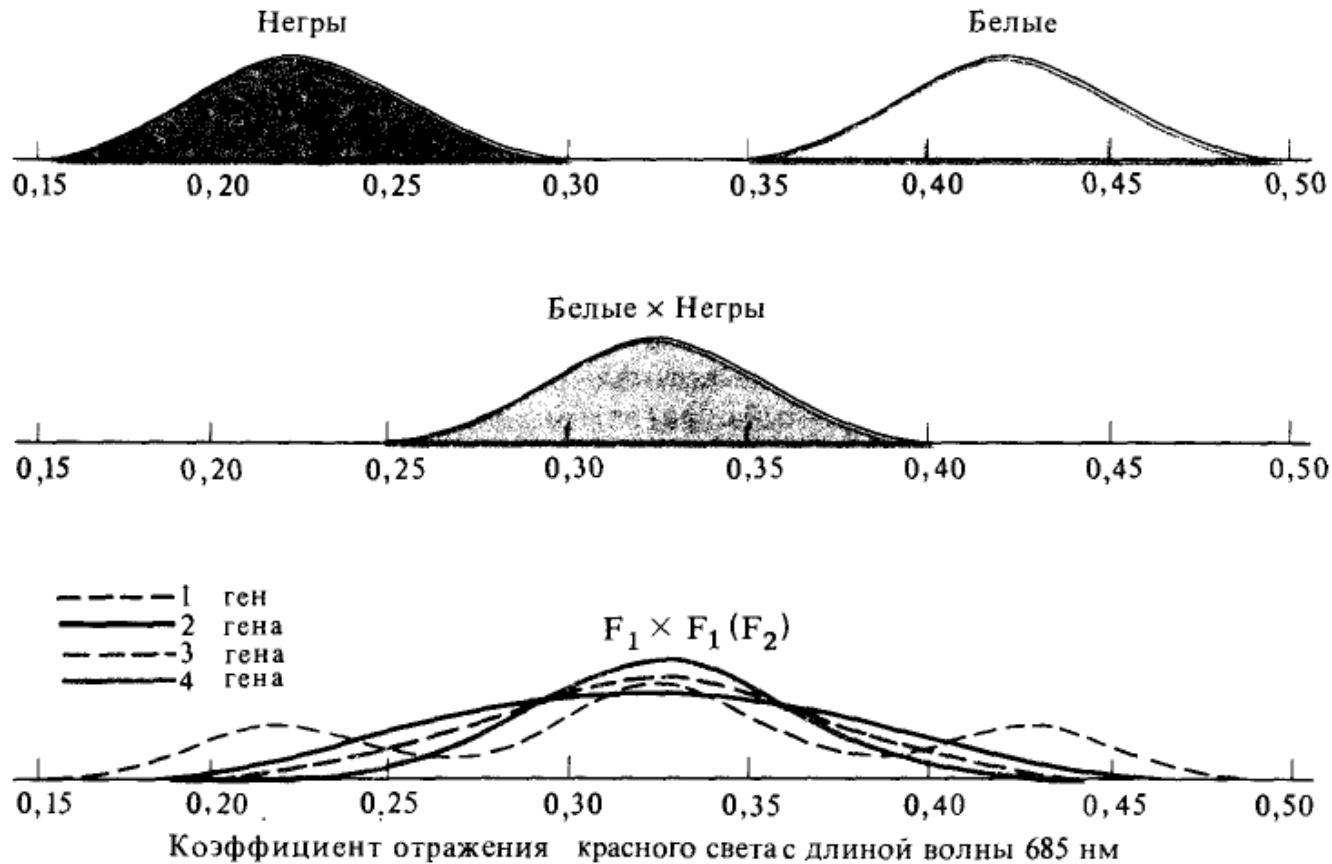 Негры Белые
0,15 0,20 0,25 0,30 0,35 0,40 0,45 0,50
Белые × Негры
0,15 0,20 0,25 0,30 0,35 0,40 0,45 0,50
1 ген
2 гена
3 гена
4 гена
F₁ × F₁ (F₂)
0,15 0,20 0,25 0,30 0,35 0,40 0,45 0,50
Коэффициент отражения красного света с длиной волны 685 нм